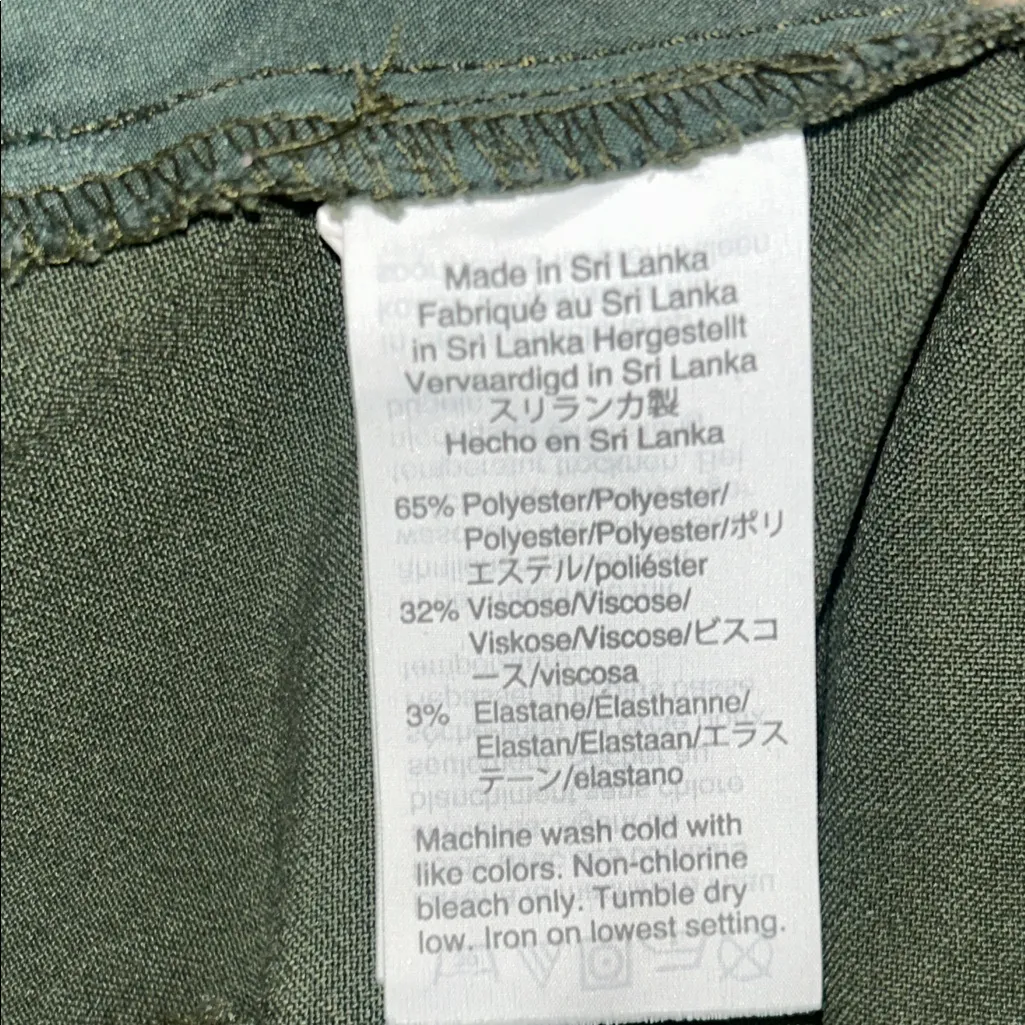 Made in Sri Lanka
Fabriqué au Sri Lanka
in Sri Lanka Hergestellt
Vervaardigd in Sri Lanka
スリランカ製
Hecho en Sri Lanka
65% Polyester/Polyester/
Polyester/Polyester/ポリ
エステル/poliéster
32% Viscose/Viscose/
Viskose/Viscose/ビスコ
ース/viscosa
3% Elastane/Élasthanne/
Elastan/Elastaan/エラス
テーン/elastano
Machine wash cold with
like colors. Non-chlorine
bleach only. Tumble dry
low. Iron on lowest setting.